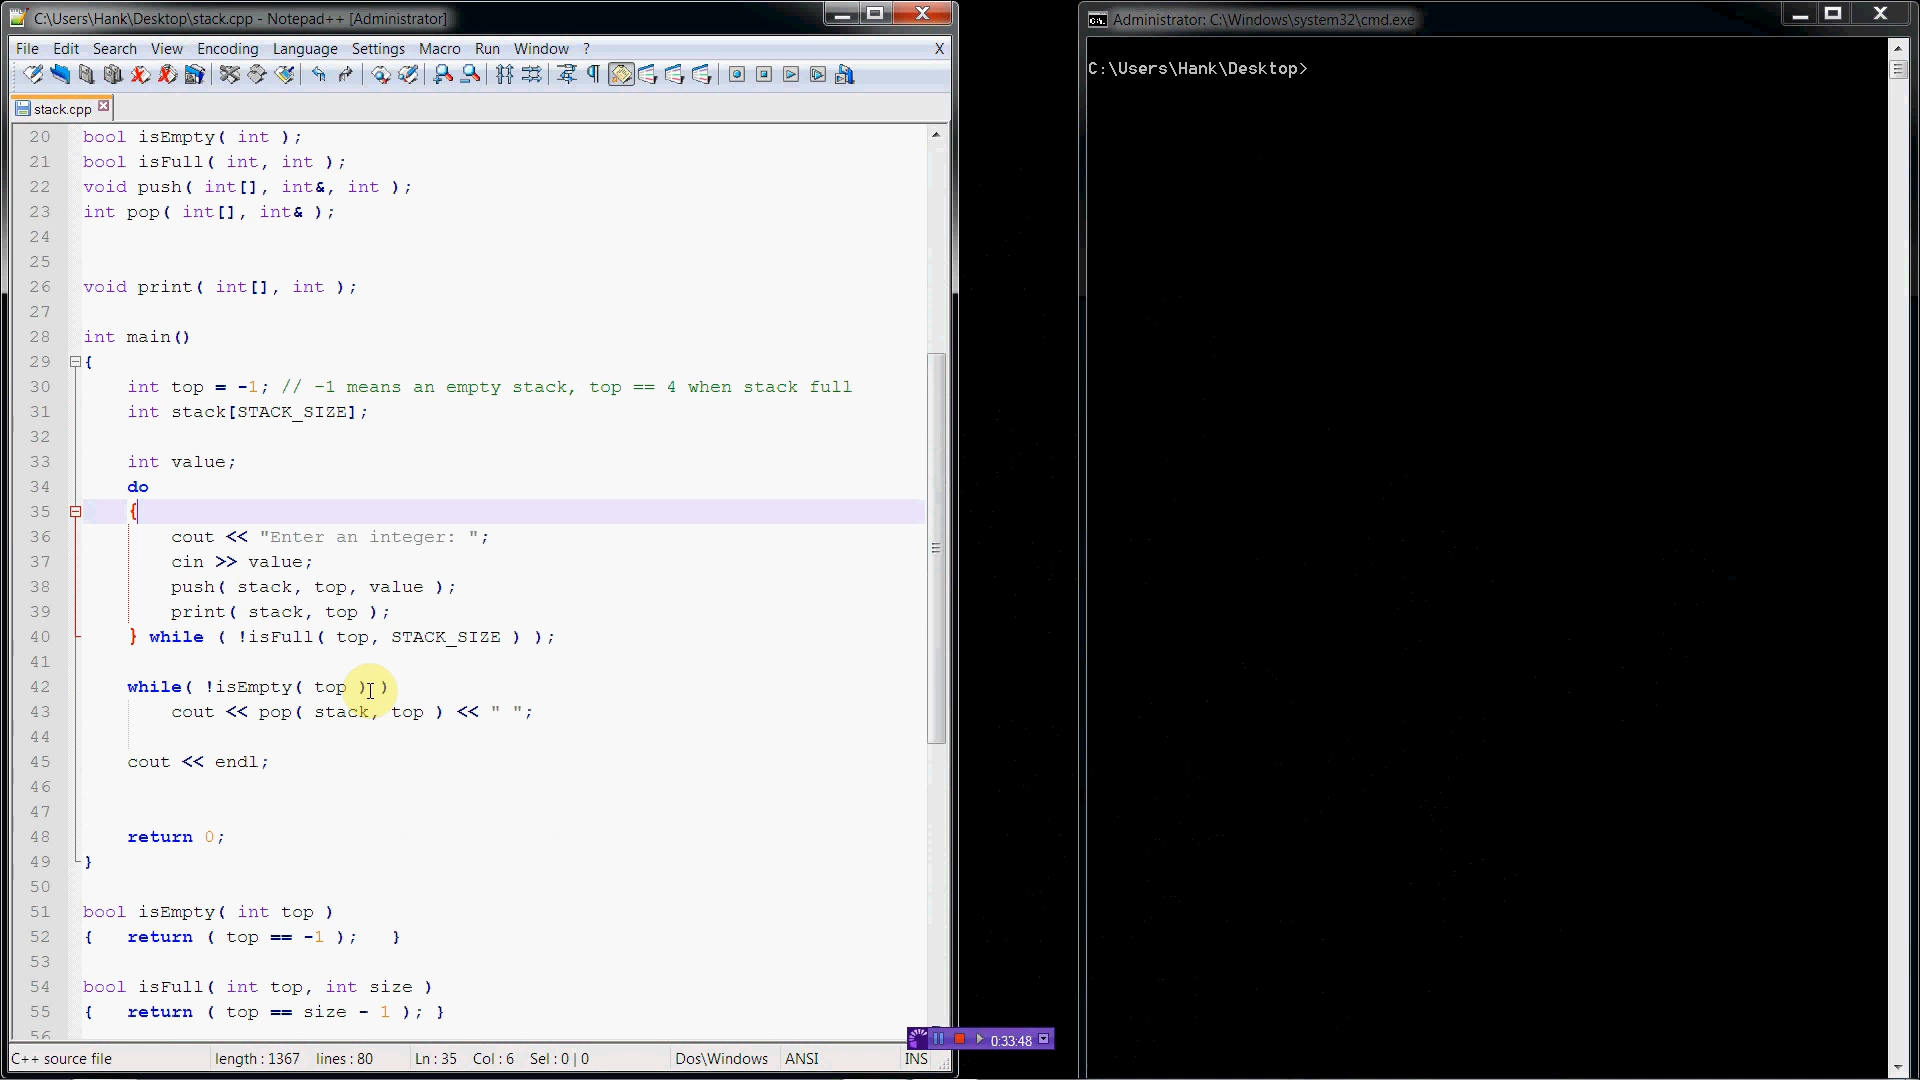 C:\Users\Hank\Desktop\stack.cpp - Notepad++ [Administrator]
File Edit Search View Encoding Language Settings Macro Run Window ? X
stack.cpp
20 bool isEmpty( int );
21 bool isFull( int, int );
22 void push( int[], int&, int );
23 int pop( int[], int& );
24
25
26 void print( int[], int );
27
28 int main()
29 {
30 int top = -1; // -1 means an empty stack, top == 4 when stack full
31 int stack[STACK_SIZE];
32
33 int value;
34 do
35 {
36 cout << "Enter an integer: ";
37 cin >> value;
38 push( stack, top, value );
39 print( stack, top );
40 } while ( !isFull( top, STACK_SIZE ) );
41
42 while( !isEmpty( top ) )
43 cout << pop( stack, top ) << " ";
44
45 cout << endl;
46
47
48 return 0;
49 }
50
51 bool isEmpty( int top )
52 { return ( top == -1 ); }
53
54 bool isFull( int top, int size )
55 { return ( top == size - 1 ); }
56
C++ source file length : 1367 lines : 80 Ln : 35 Col : 6 Sel : 0 | 0 Dos\Windows ANSI INS
0:33:48
Administrator: C:\Windows\system32\cmd.exe
C:\Users\Hank\Desktop>